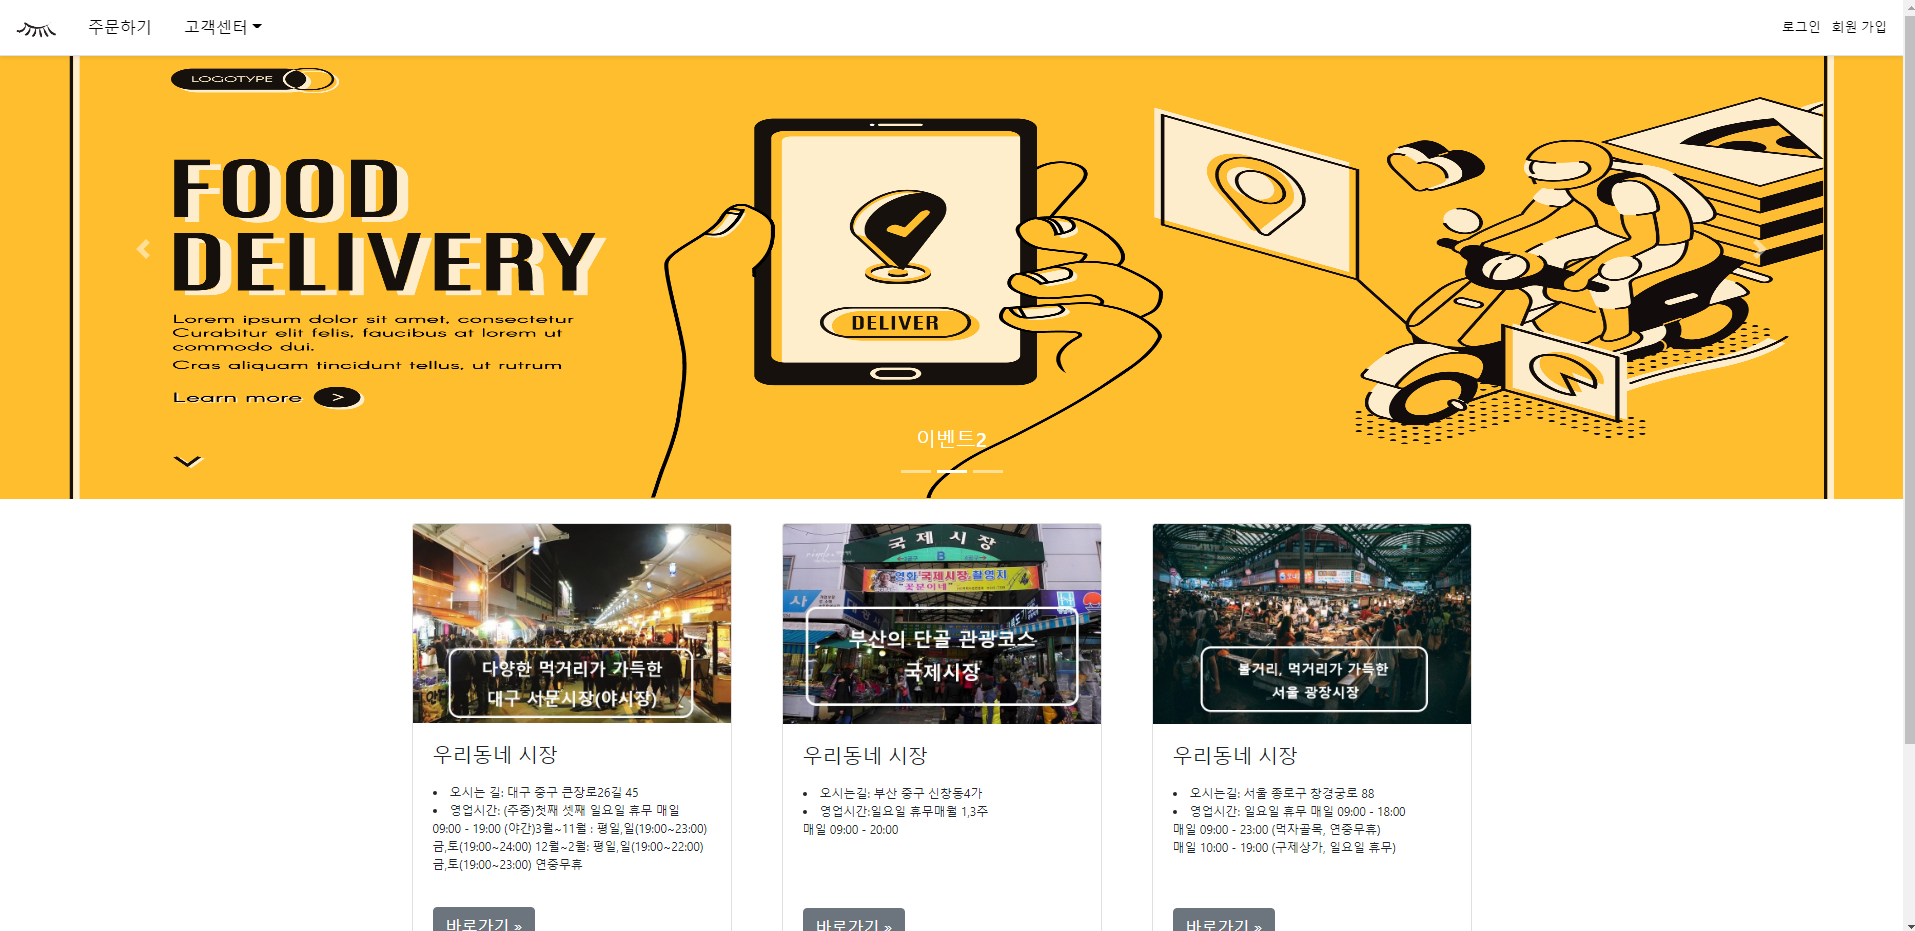 주문하기
고객센터
로그인 회원 가입
LOGOTYPE
FOOD
DELIVERY
Lorem ipsum dolor sit amet, consectetur
Curabitur elit felis, faucibus at lorem ut
commodo dui.
Cras aliquam tincidunt tellus, ut rutrum
Learn more >
DELIVER
이벤트2
다양한 먹거리가 가득한
대구 서문시장(야시장)
우리동네 시장
• 오시는 길: 대구 중구 큰장로26길 45
• 영업시간: (주중)첫째 셋째 일요일 휴무 매일
09:00 - 19:00 (야간)3월~11월 : 평일,일(19:00~23:00)
금,토(19:00~24:00) 12월~2월: 평일,일(19:00~22:00)
금,토(19:00~23:00) 연중무휴
바로가기 »
국제시장
B
영화 국제시장 촬영지
"꽃분이네"
부산의 단골 관광코스
국제시장
우리동네 시장
• 오시는길: 부산 중구 신창동4가
• 영업시간:일요일 휴무매월 1,3주
매일 09:00 - 20:00
바로가기 »
볼거리, 먹거리가 가득한
서울 광장시장
우리동네 시장
• 오시는길: 서울 종로구 창경궁로 88
• 영업시간: 일요일 휴무 매일 09:00 - 18:00
매일 09:00 - 23:00 (먹자골목, 연중무휴)
매일 10:00 - 19:00 (구제상가, 일요일 휴무)
바로가기 »